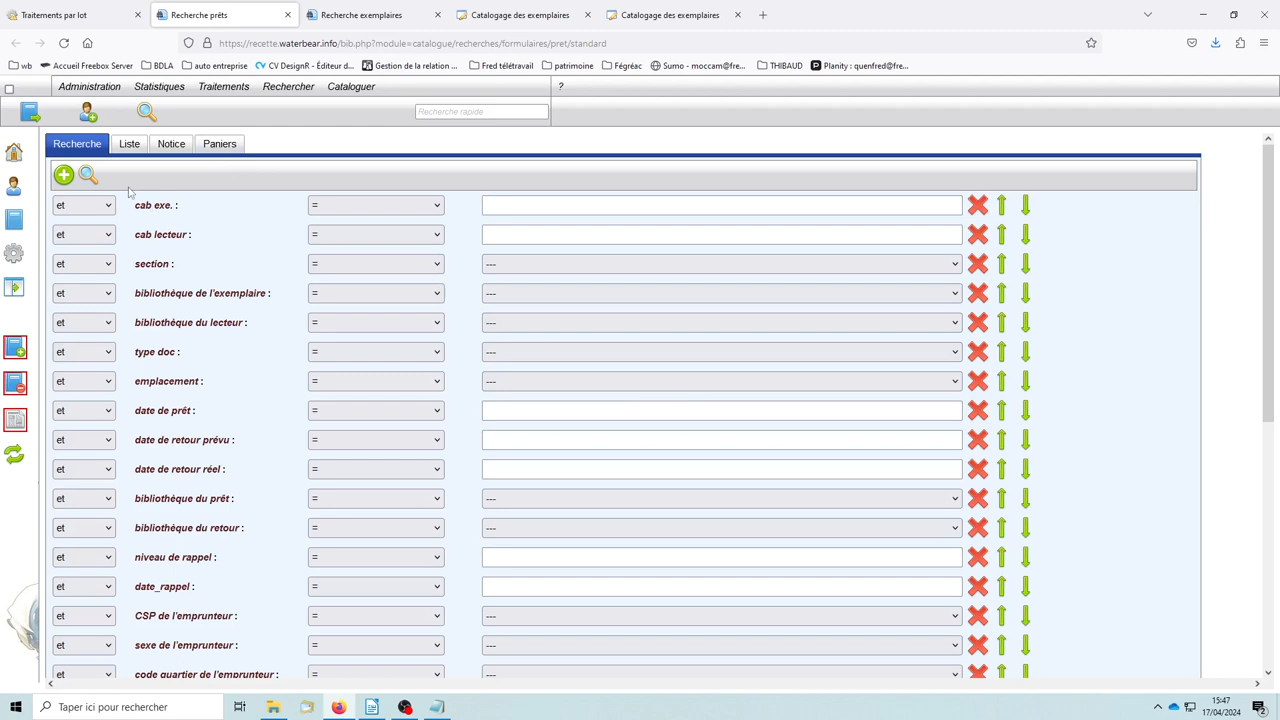 Traitements par lot × Recherche prêts × Recherche exemplaires × Catalogage des exemplaires × Catalogage des exemplaires × +
https://recette.waterbear.info/bib.php?module=catalogue/recherches/formulaires/pret/standard
wb Accueil Freebox Server BDLA auto entreprise CV DesignR - Éditeur d... Gestion de la relation ... Fred télétravail patrimoine Fégréac Sumo - moccam@fre... THIBAUD Planity : quenfred@fre...
Administration Statistiques Traitements Rechercher Cataloguer ?
Recherche rapide
Recherche Liste Notice Paniers
et cab exe. : =
et cab lecteur : =
et section : = ---
et bibliothèque de l'exemplaire : = ---
et bibliothèque du lecteur : = ---
et type doc : = ---
et emplacement : = ---
et date de prêt : =
et date de retour prévu : =
et date de retour réel : =
et bibliothèque du prêt : = ---
et bibliothèque du retour : = ---
et niveau de rappel : =
et date_rappel : =
et CSP de l'emprunteur : = ---
et sexe de l'emprunteur : = ---
et code quartier de l'emprunteur : = ---
Taper ici pour rechercher
15:47
17/04/2024
2